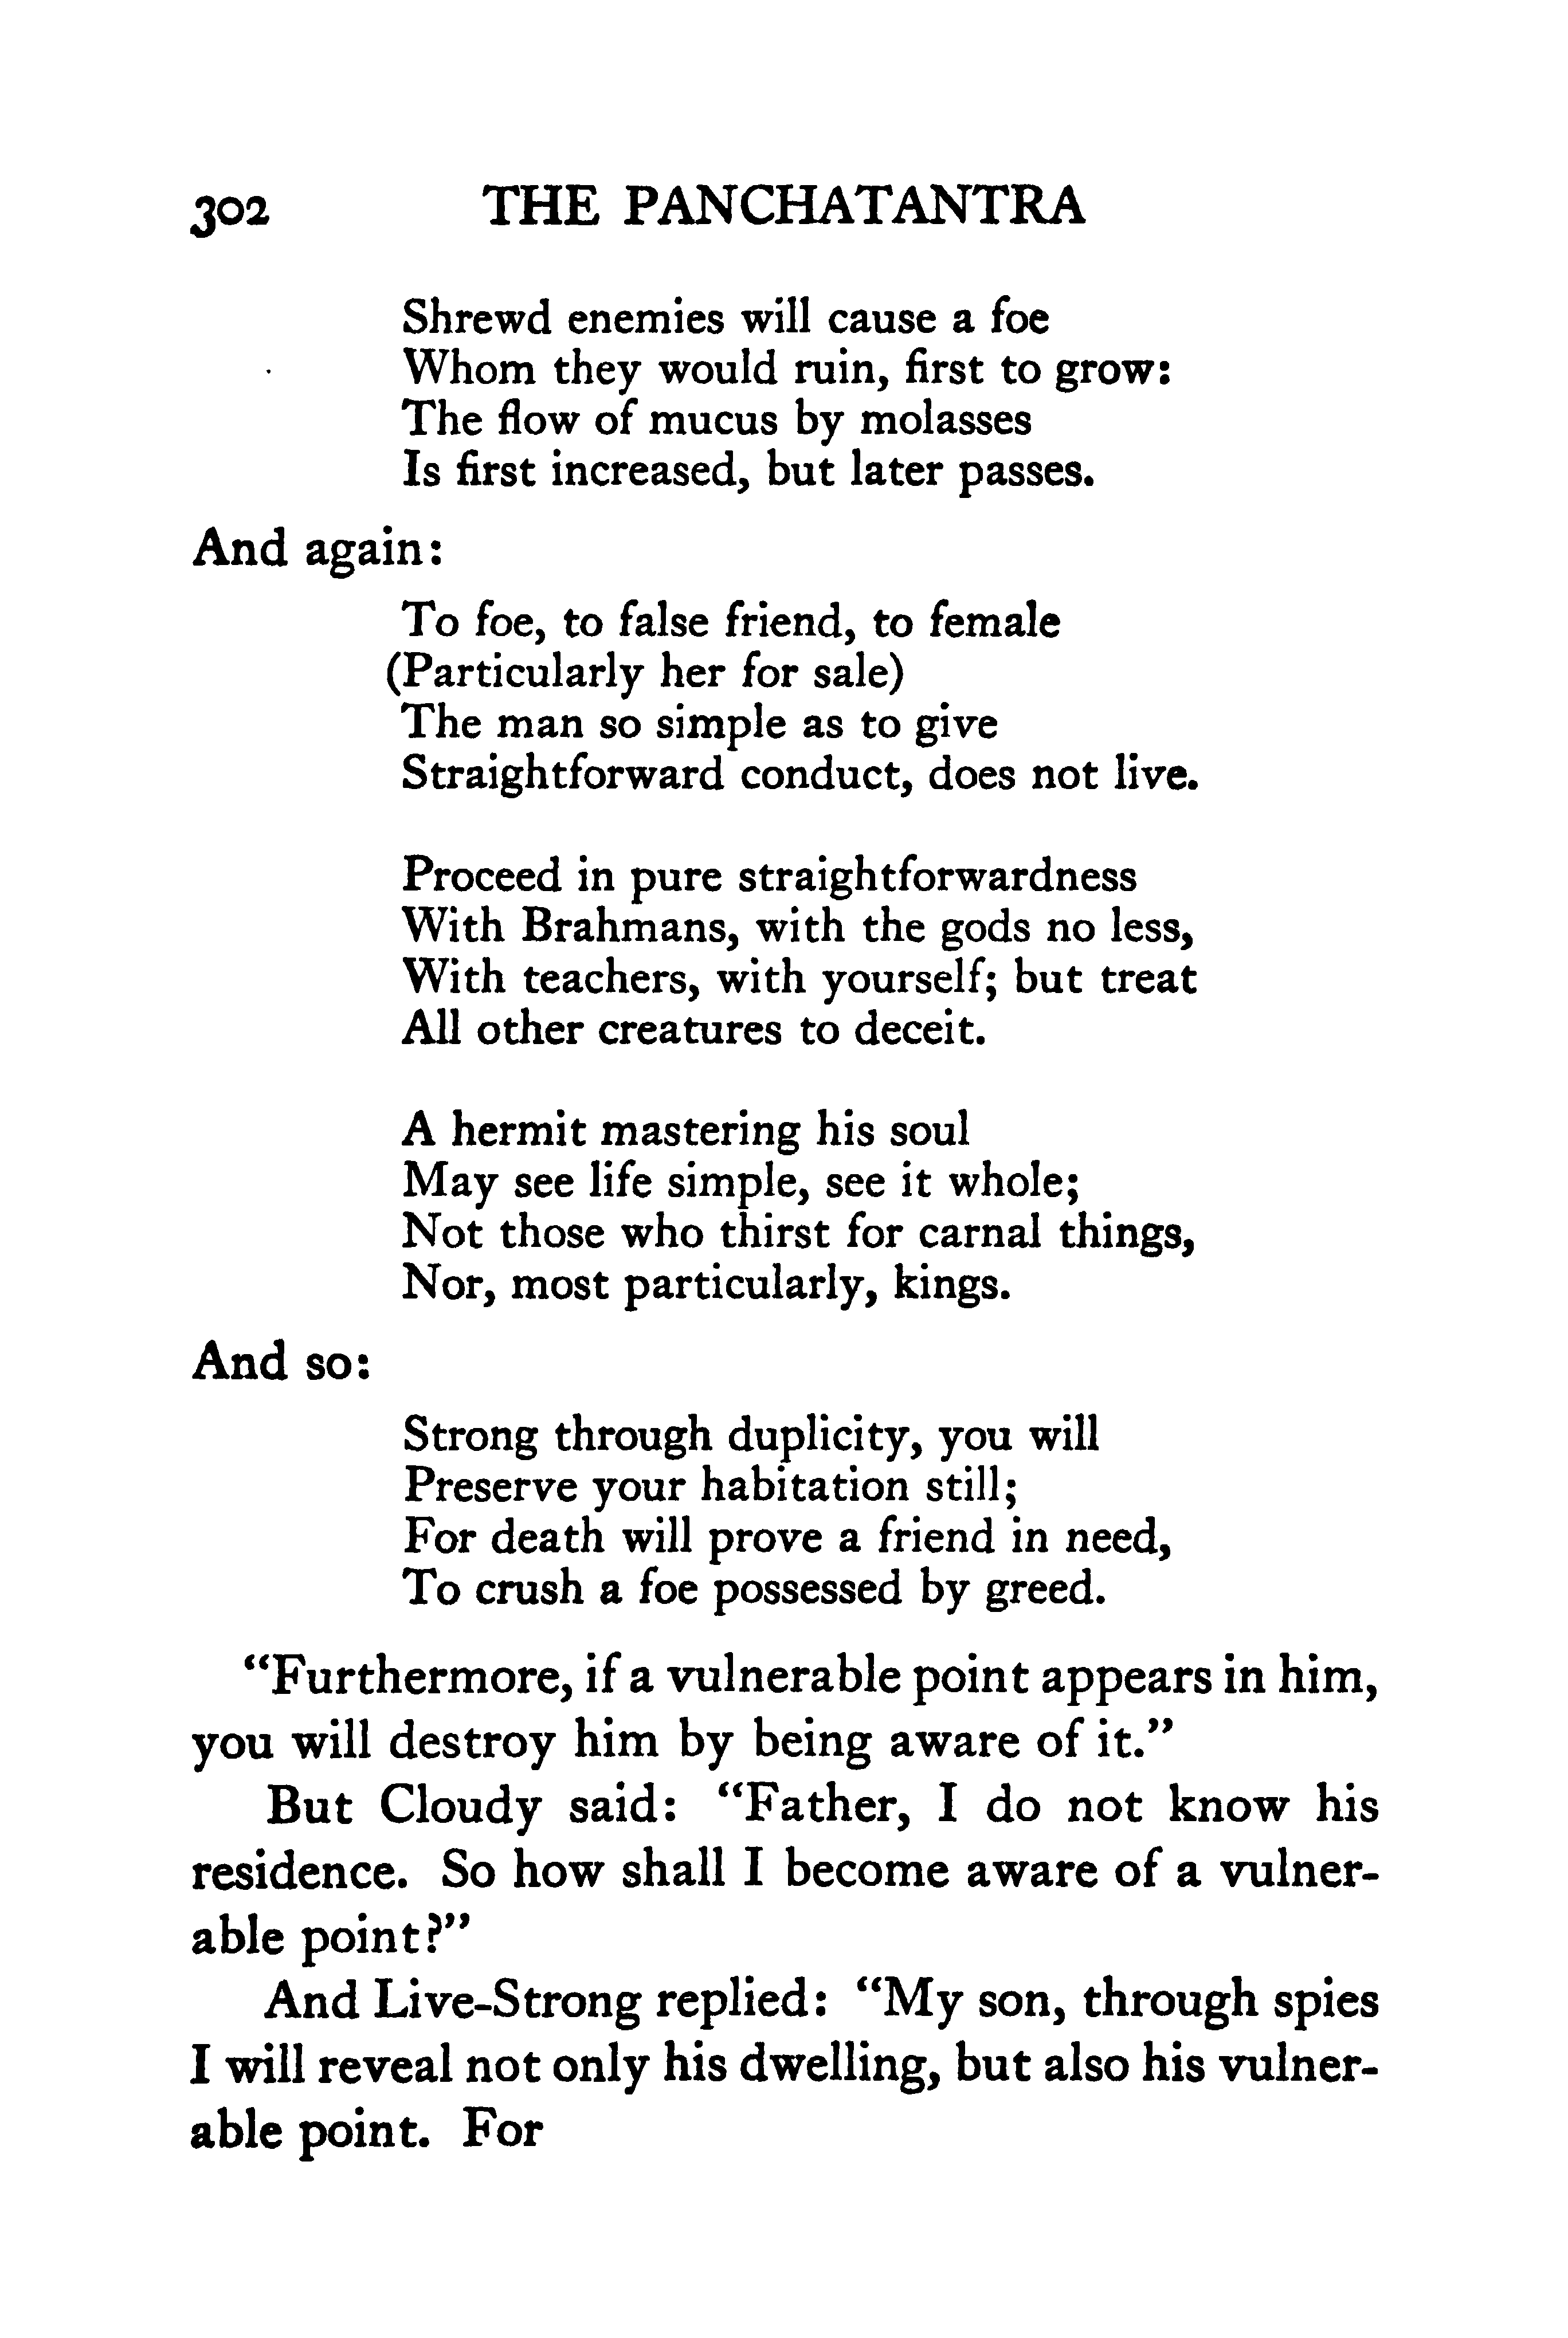 302 THE PANCHATANTRA
Shrewd enemies will cause a foe
Whom they would ruin, first to grow:
The flow of mucus by molasses
Is first increased, but later passes.
And again:
To foe, to false friend, to female
(Particularly her for sale)
The man so simple as to give
Straightforward conduct, does not live.
Proceed in pure straightforwardness
With Brahmans, with the gods no less,
With teachers, with yourself; but treat
All other creatures to deceit.
A hermit mastering his soul
May see life simple, see it whole;
Not those who thirst for carnal things,
Nor, most particularly, kings.
And so:
Strong through duplicity, you will
Preserve your habitation still;
For death will prove a friend in need,
To crush a foe possessed by greed.
“Furthermore, if a vulnerable point appears in him,
you will destroy him by being aware of it.”
But Cloudy said: “Father, I do not know his
residence. So how shall I become aware of a vulner-
able point?”
And Live-Strong replied: “My son, through spies
I will reveal not only his dwelling, but also his vulner-
able point. For